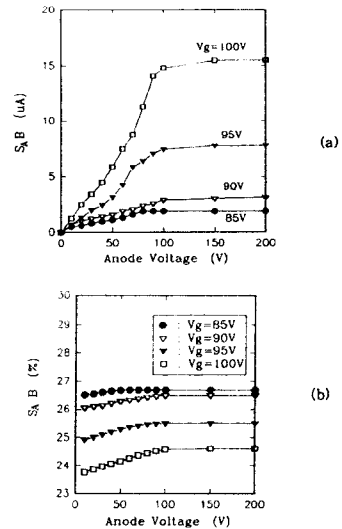 (a)
S_A B (uA)
20
15
10
5
0
Vg=100V
95V
90V
85V
0 50 100 150 200
Anode Voltage (V)
(b)
S_A B (%)
31
30
29
28
27
26
25
24
23
: Vg=85V
: Vg=90V
: Vg=95V
: Vg=100V
0 50 100 150 200
Anode Voltage (V)